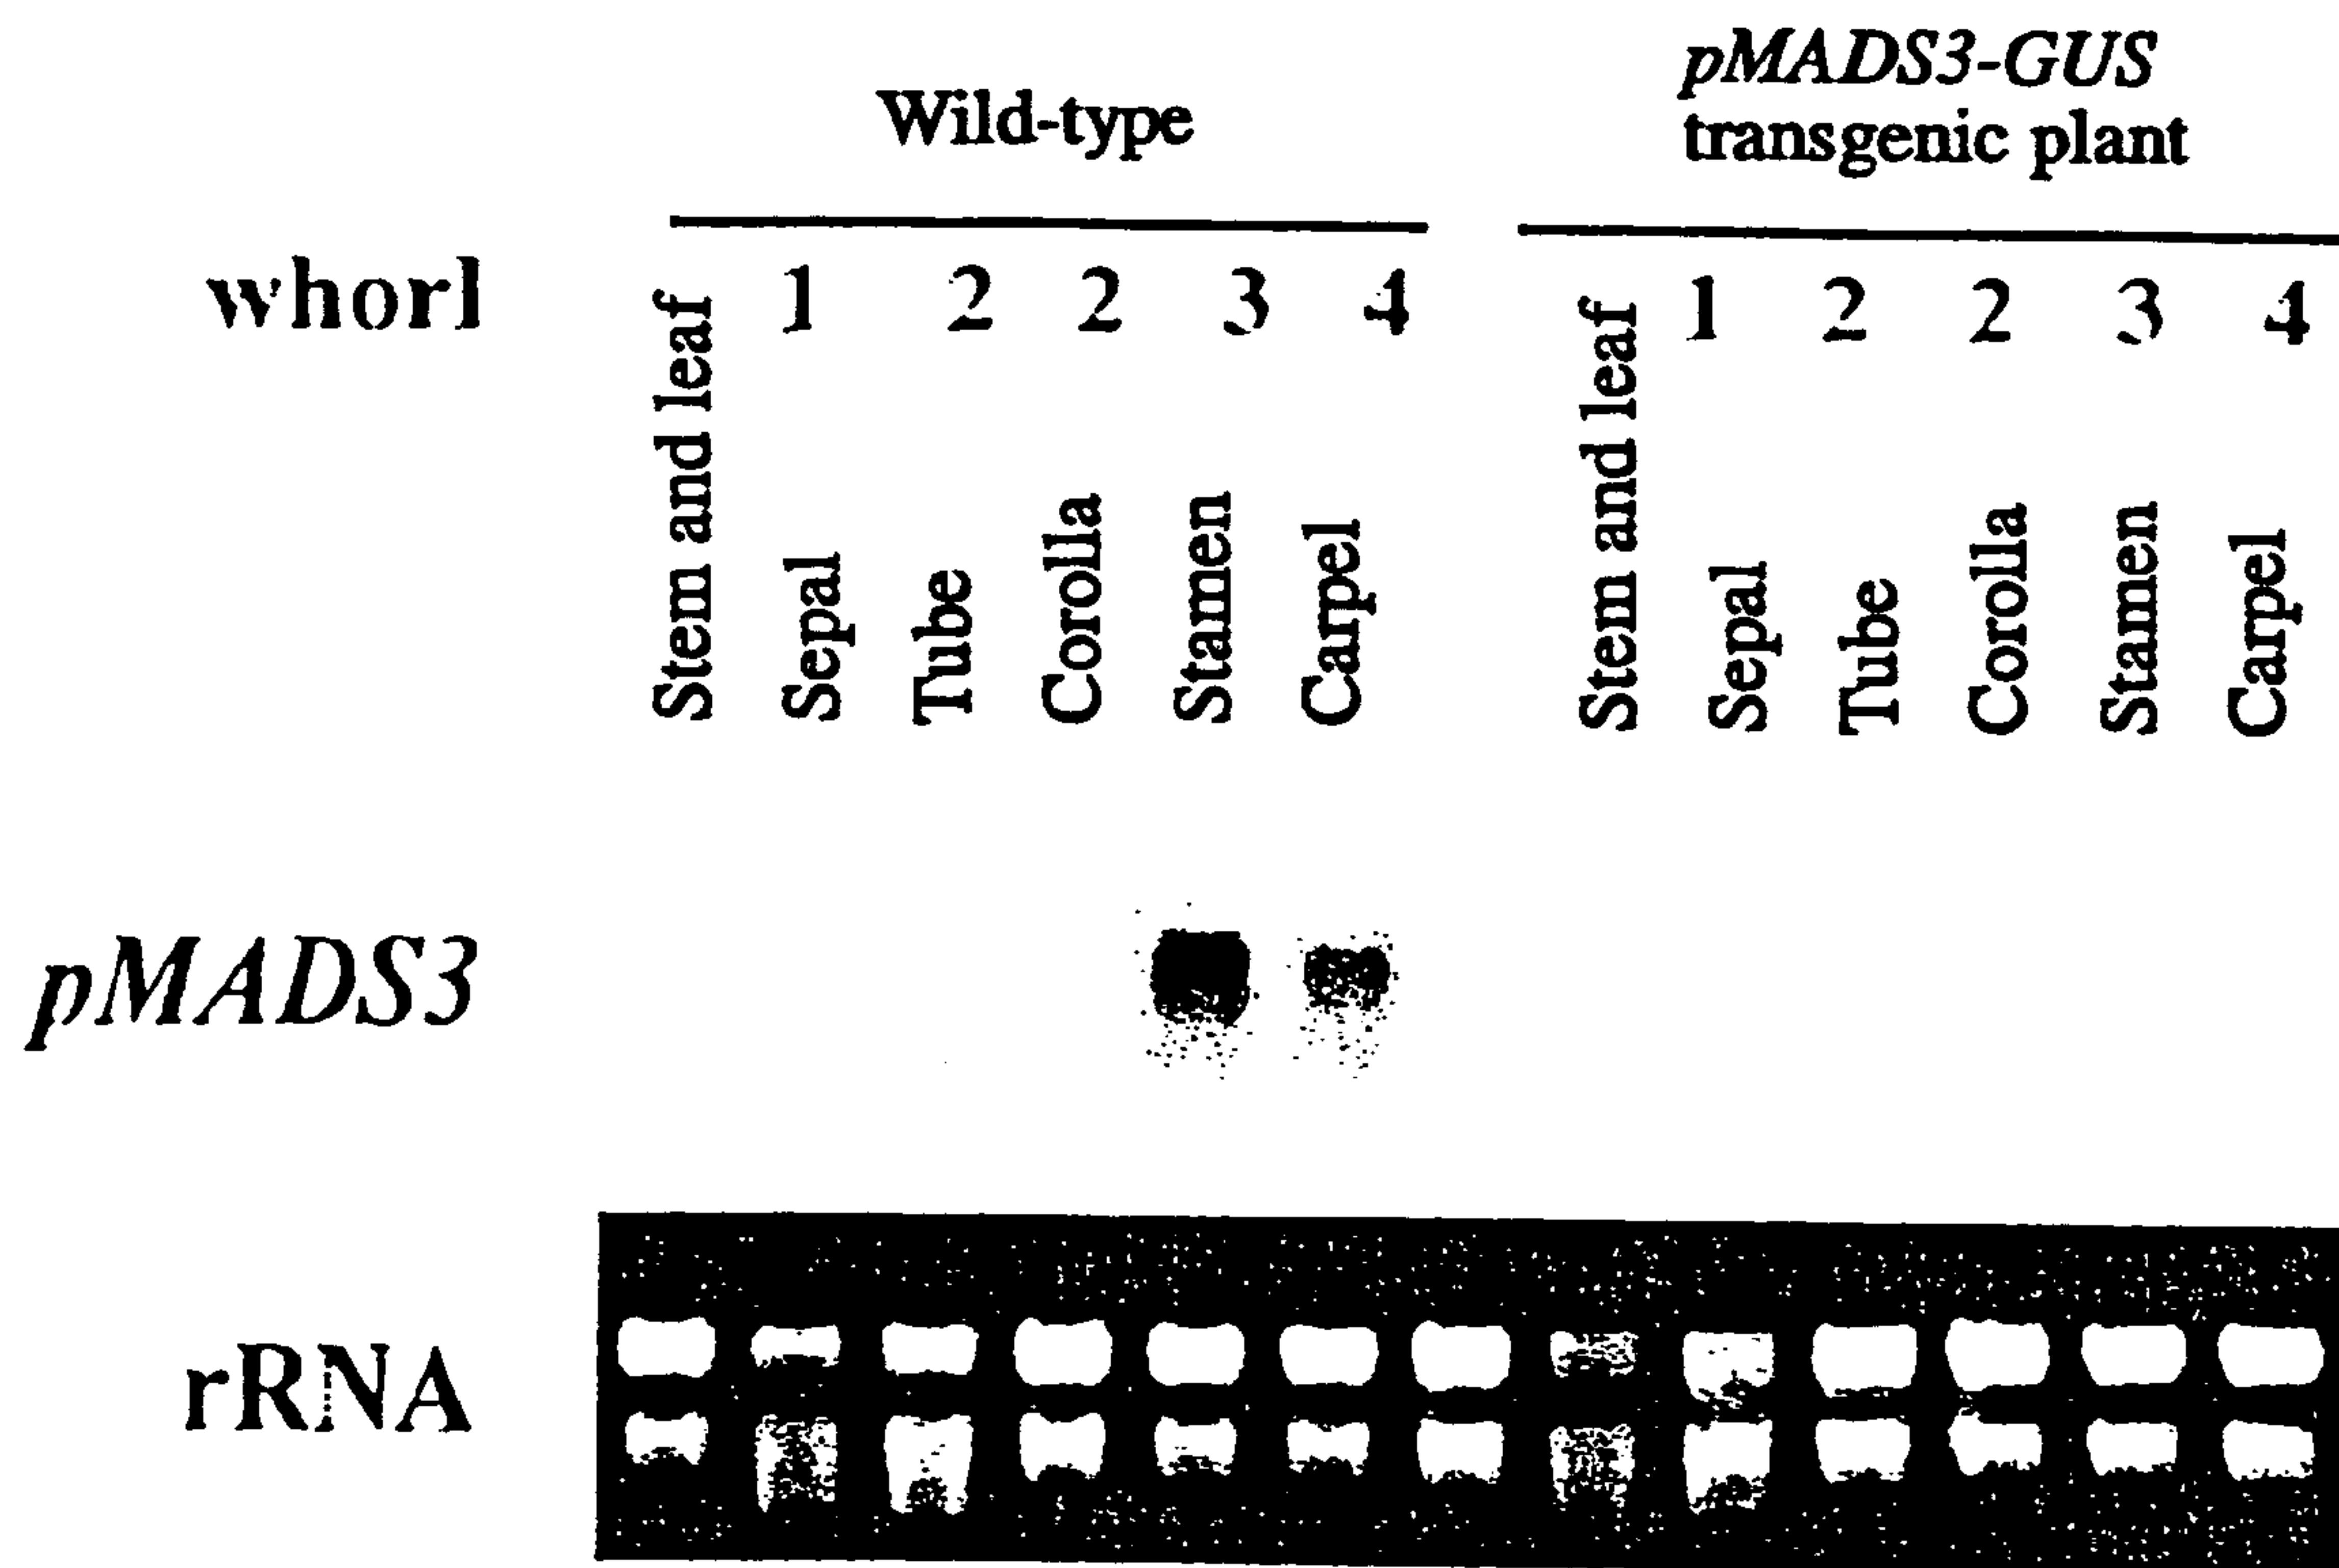 Wild-type
pMADS3-GUS
transgenic plant
whorl 1 2 2 3 4 1 2 2 3 4
Stem and leaf
Sepal
Tube
Corolla
Stamen
Carpel
Stem and leaf
Sepal
Tube
Corolla
Stamen
Carpel
pMADS3
rRNA